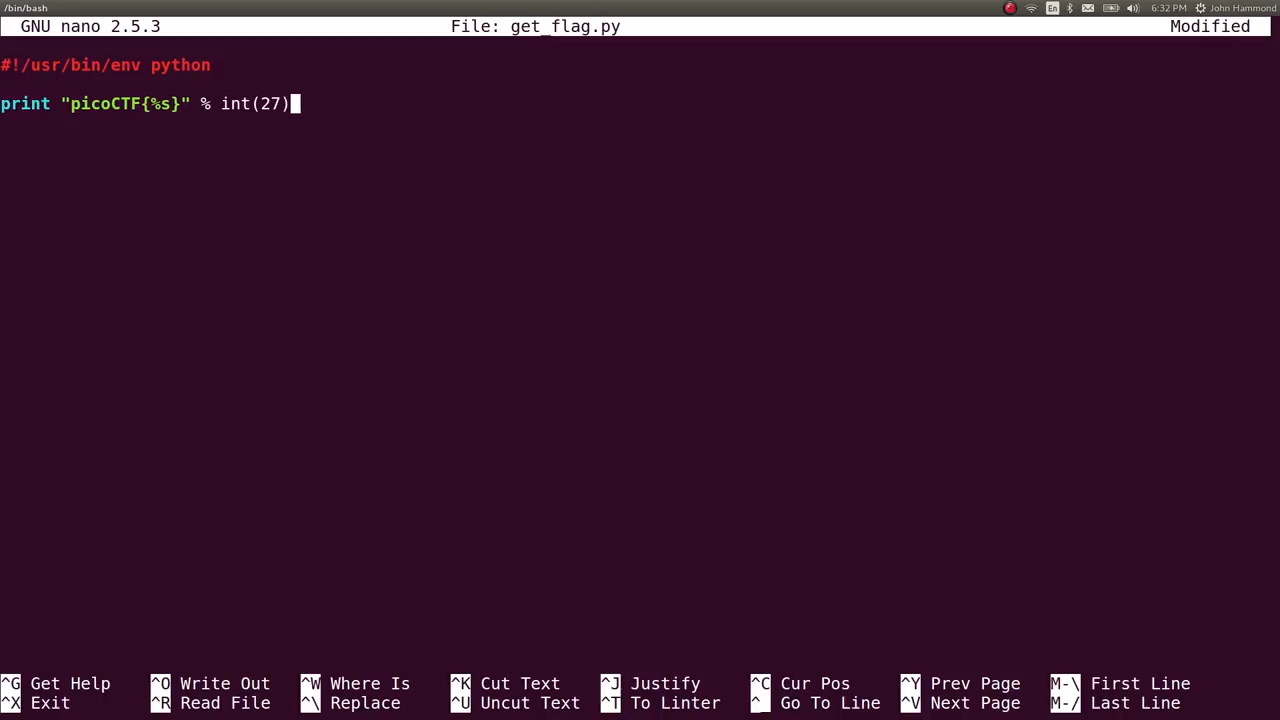 /bin/bash En 6:32 PM John Hammond
GNU nano 2.5.3 File: get_flag.py Modified
#!/usr/bin/env python
print "picoCTF{%s}" % int(27)
^G Get Help ^O Write Out ^W Where Is ^K Cut Text ^J Justify ^C Cur Pos ^Y Prev Page M-\ First Line
^X Exit ^R Read File ^\ Replace ^U Uncut Text ^T To Linter ^_ Go To Line ^V Next Page M-/ Last Line